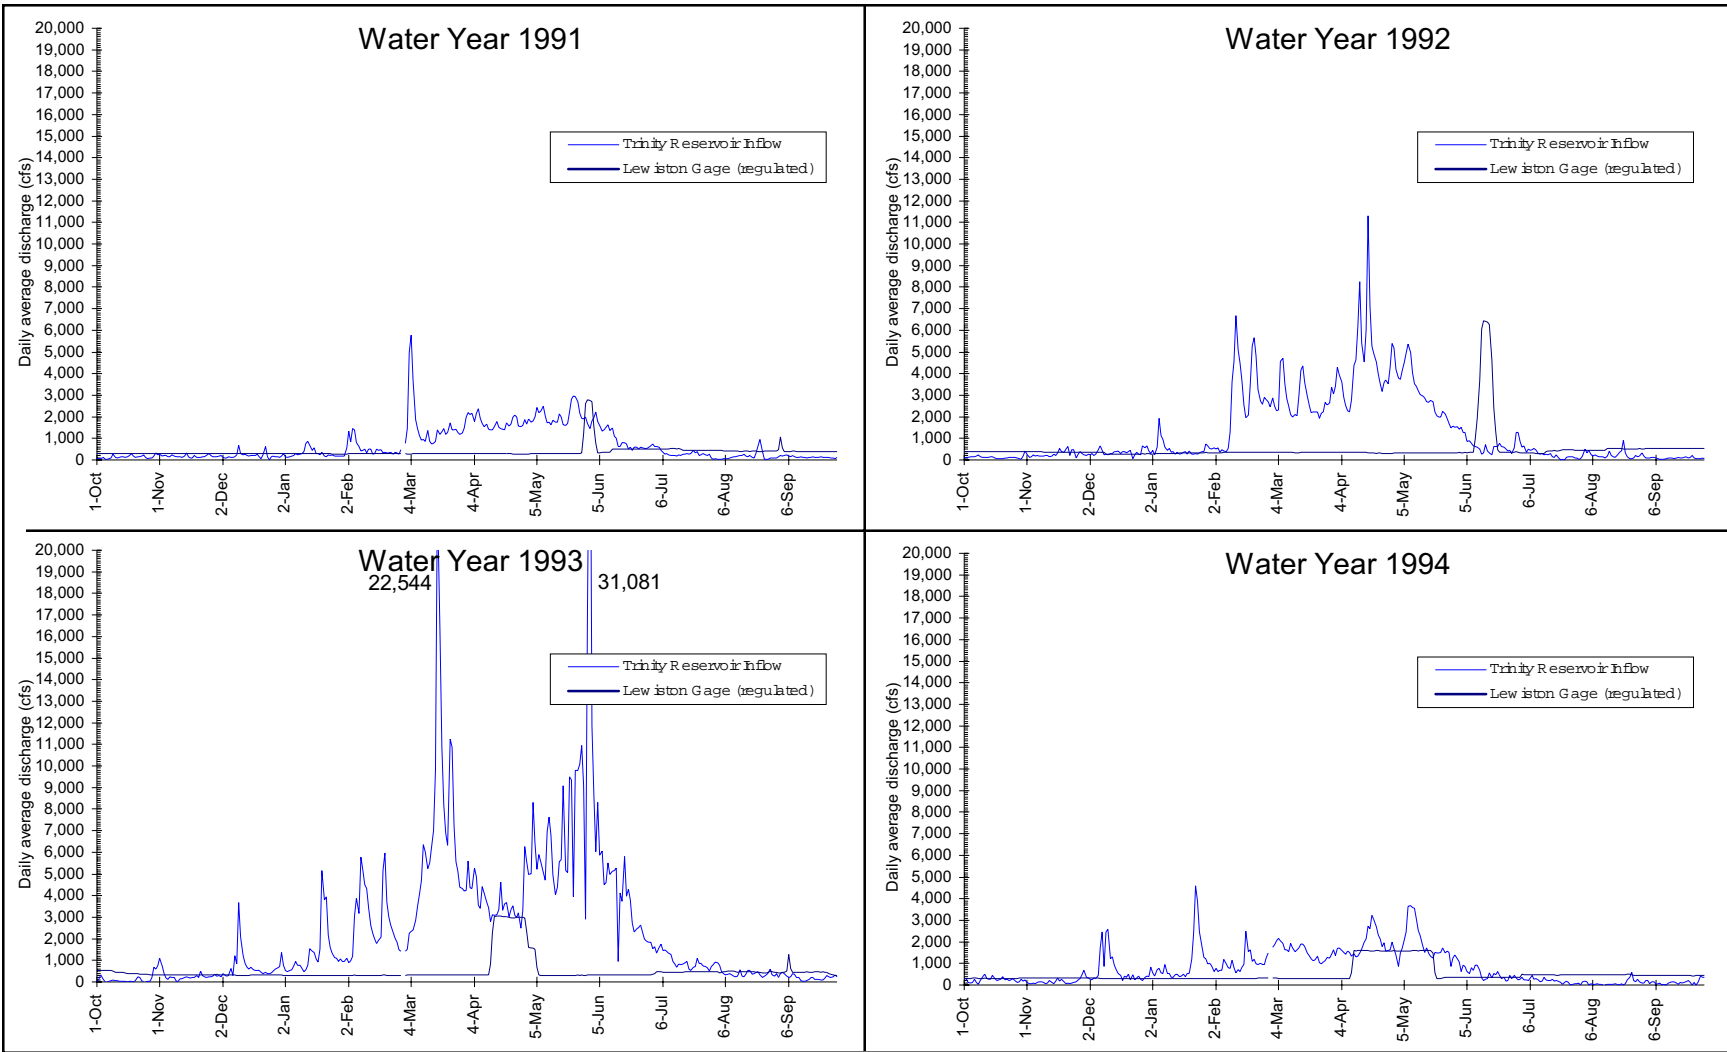 Water Year 1991
Daily average discharge (cfs)
20,000
19,000
18,000
17,000
16,000
15,000
14,000
13,000
12,000
11,000
10,000
9,000
8,000
7,000
6,000
5,000
4,000
3,000
2,000
1,000
0
Trinity Reservoir Inflow
Lewiston Gage (regulated)
1-Oct
1-Nov
2-Dec
2-Jan
2-Feb
4-Mar
4-Apr
5-May
5-Jun
6-Jul
6-Aug
6-Sep
Water Year 1992
Daily average discharge (cfs)
20,000
19,000
18,000
17,000
16,000
15,000
14,000
13,000
12,000
11,000
10,000
9,000
8,000
7,000
6,000
5,000
4,000
3,000
2,000
1,000
0
Trinity Reservoir Inflow
Lewiston Gage (regulated)
1-Oct
1-Nov
2-Dec
2-Jan
2-Feb
4-Mar
4-Apr
5-May
5-Jun
6-Jul
6-Aug
6-Sep
Water Year 1993
Daily average discharge (cfs)
20,000
19,000
18,000
17,000
16,000
15,000
14,000
13,000
12,000
11,000
10,000
9,000
8,000
7,000
6,000
5,000
4,000
3,000
2,000
1,000
0
22,544
31,081
Trinity Reservoir Inflow
Lewiston Gage (regulated)
1-Oct
1-Nov
2-Dec
2-Jan
2-Feb
4-Mar
4-Apr
5-May
5-Jun
6-Jul
6-Aug
6-Sep
Water Year 1994
Daily average discharge (cfs)
20,000
19,000
18,000
17,000
16,000
15,000
14,000
13,000
12,000
11,000
10,000
9,000
8,000
7,000
6,000
5,000
4,000
3,000
2,000
1,000
0
Trinity Reservoir Inflow
Lewiston Gage (regulated)
1-Oct
1-Nov
2-Dec
2-Jan
2-Feb
4-Mar
4-Apr
5-May
5-Jun
6-Jul
6-Aug
6-Sep